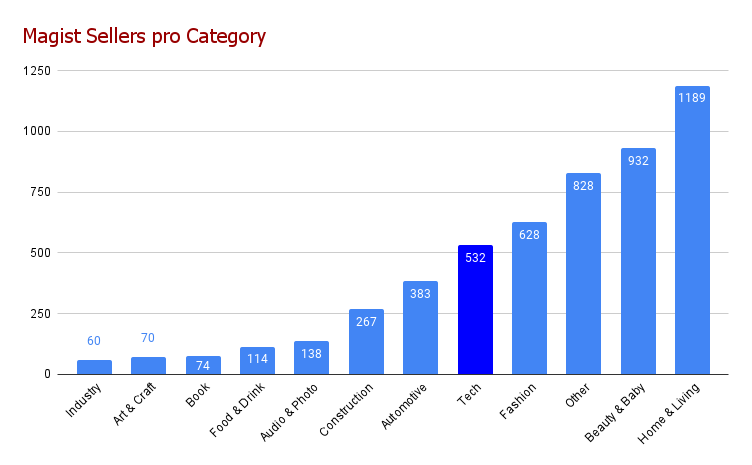 Magist Sellers pro Category
1250
1000
750
500
250
0
60
70
74
114
138
267
383
532
628
828
932
1189
Industry
Art & Craft
Book
Food & Drink
Audio & Photo
Construction
Automotive
Tech
Fashion
Other
Beauty & Baby
Home & Living